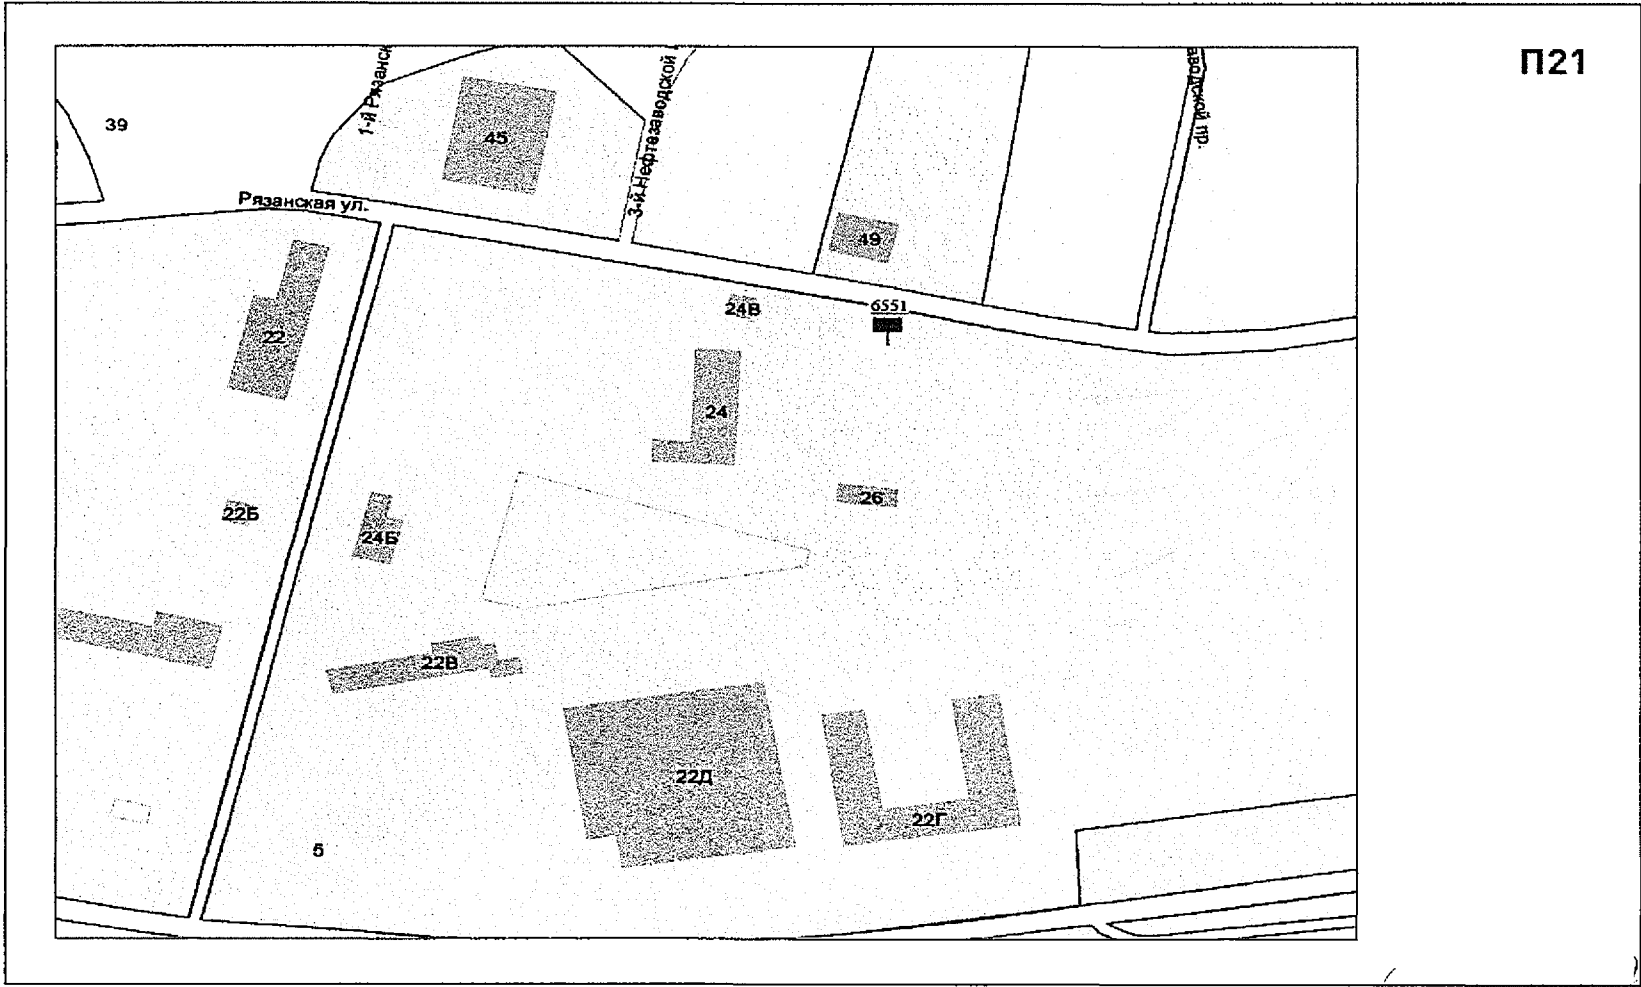 П21
1-й Рязанск
3-й Нефтезаводской
аводской пр.
39
45
Рязанская ул.
49
24В
6551
22
24
26
22Б
24Б
22В
22Д
22Г
5